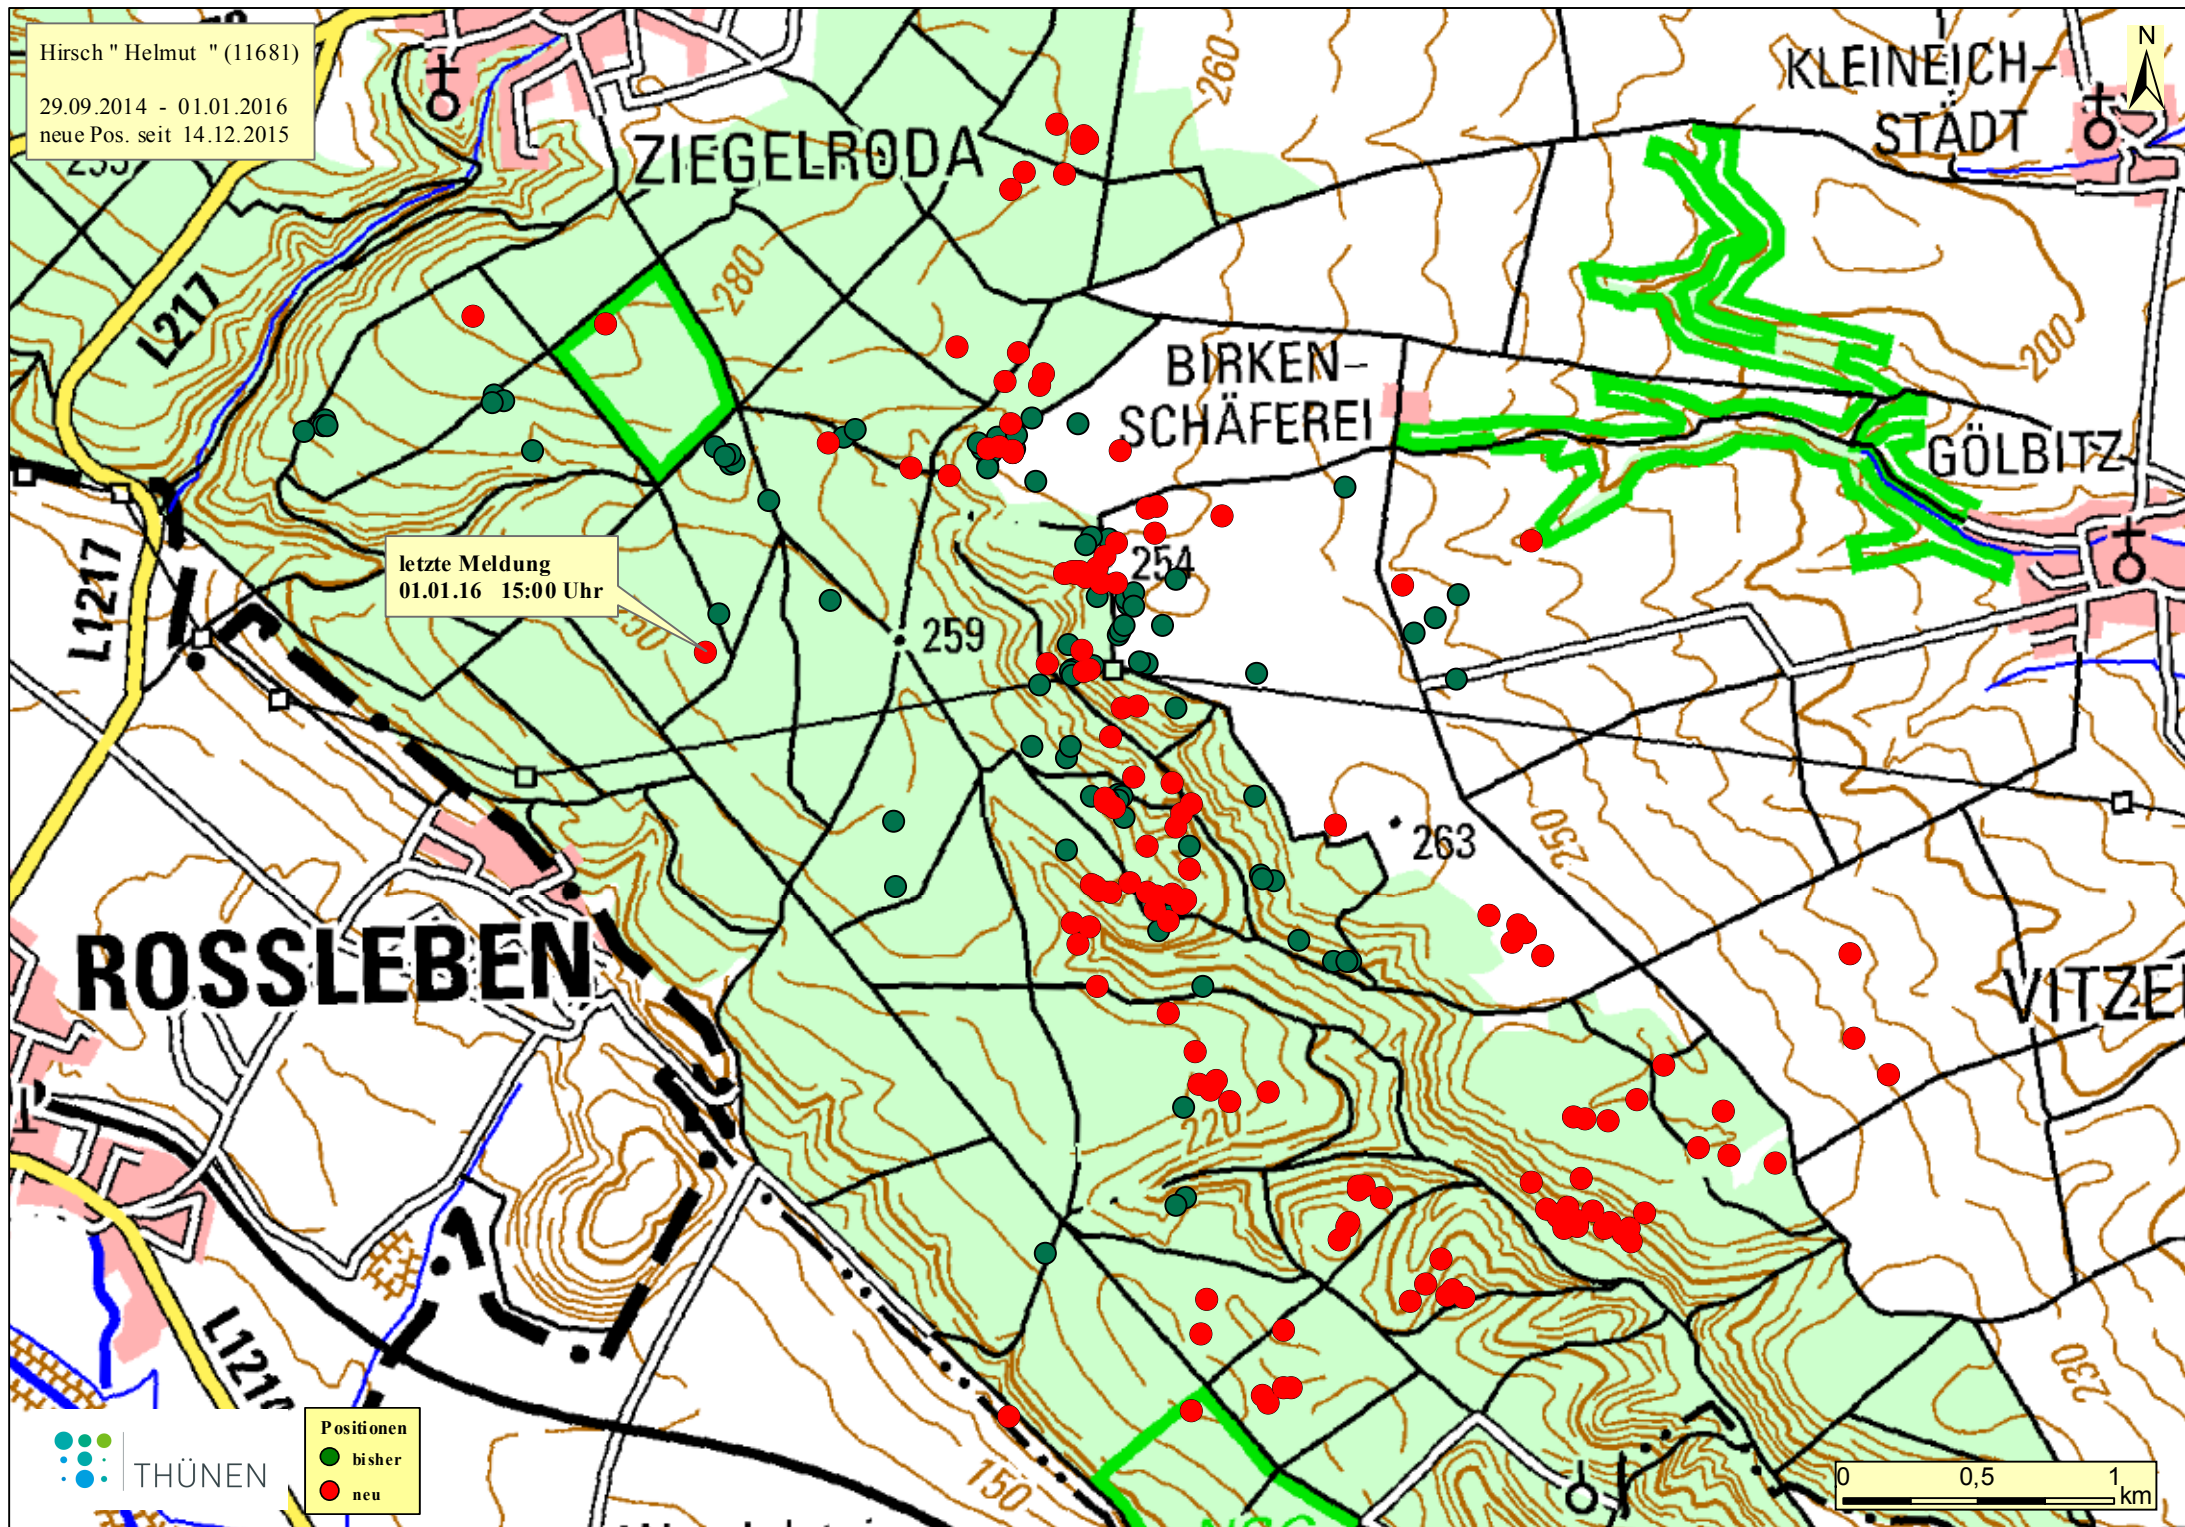 Hirsch " Helmut " (11681)
29.09.2014 - 01.01.2016
neue Pos. seit 14.12.2015
N
KLEINEICH-
STÄDT
260
ZIEGELRODA
280
L217
200
BIRKEN-
SCHÄFEREI
GÖLBITZ
letzte Meldung
01.01.16 15:00 Uhr
254
L1217
259
263
250
ROSSLEBEN
220
L121
230
150
Positionen
bisher
neu
THÜNEN
0 0,5 1
km